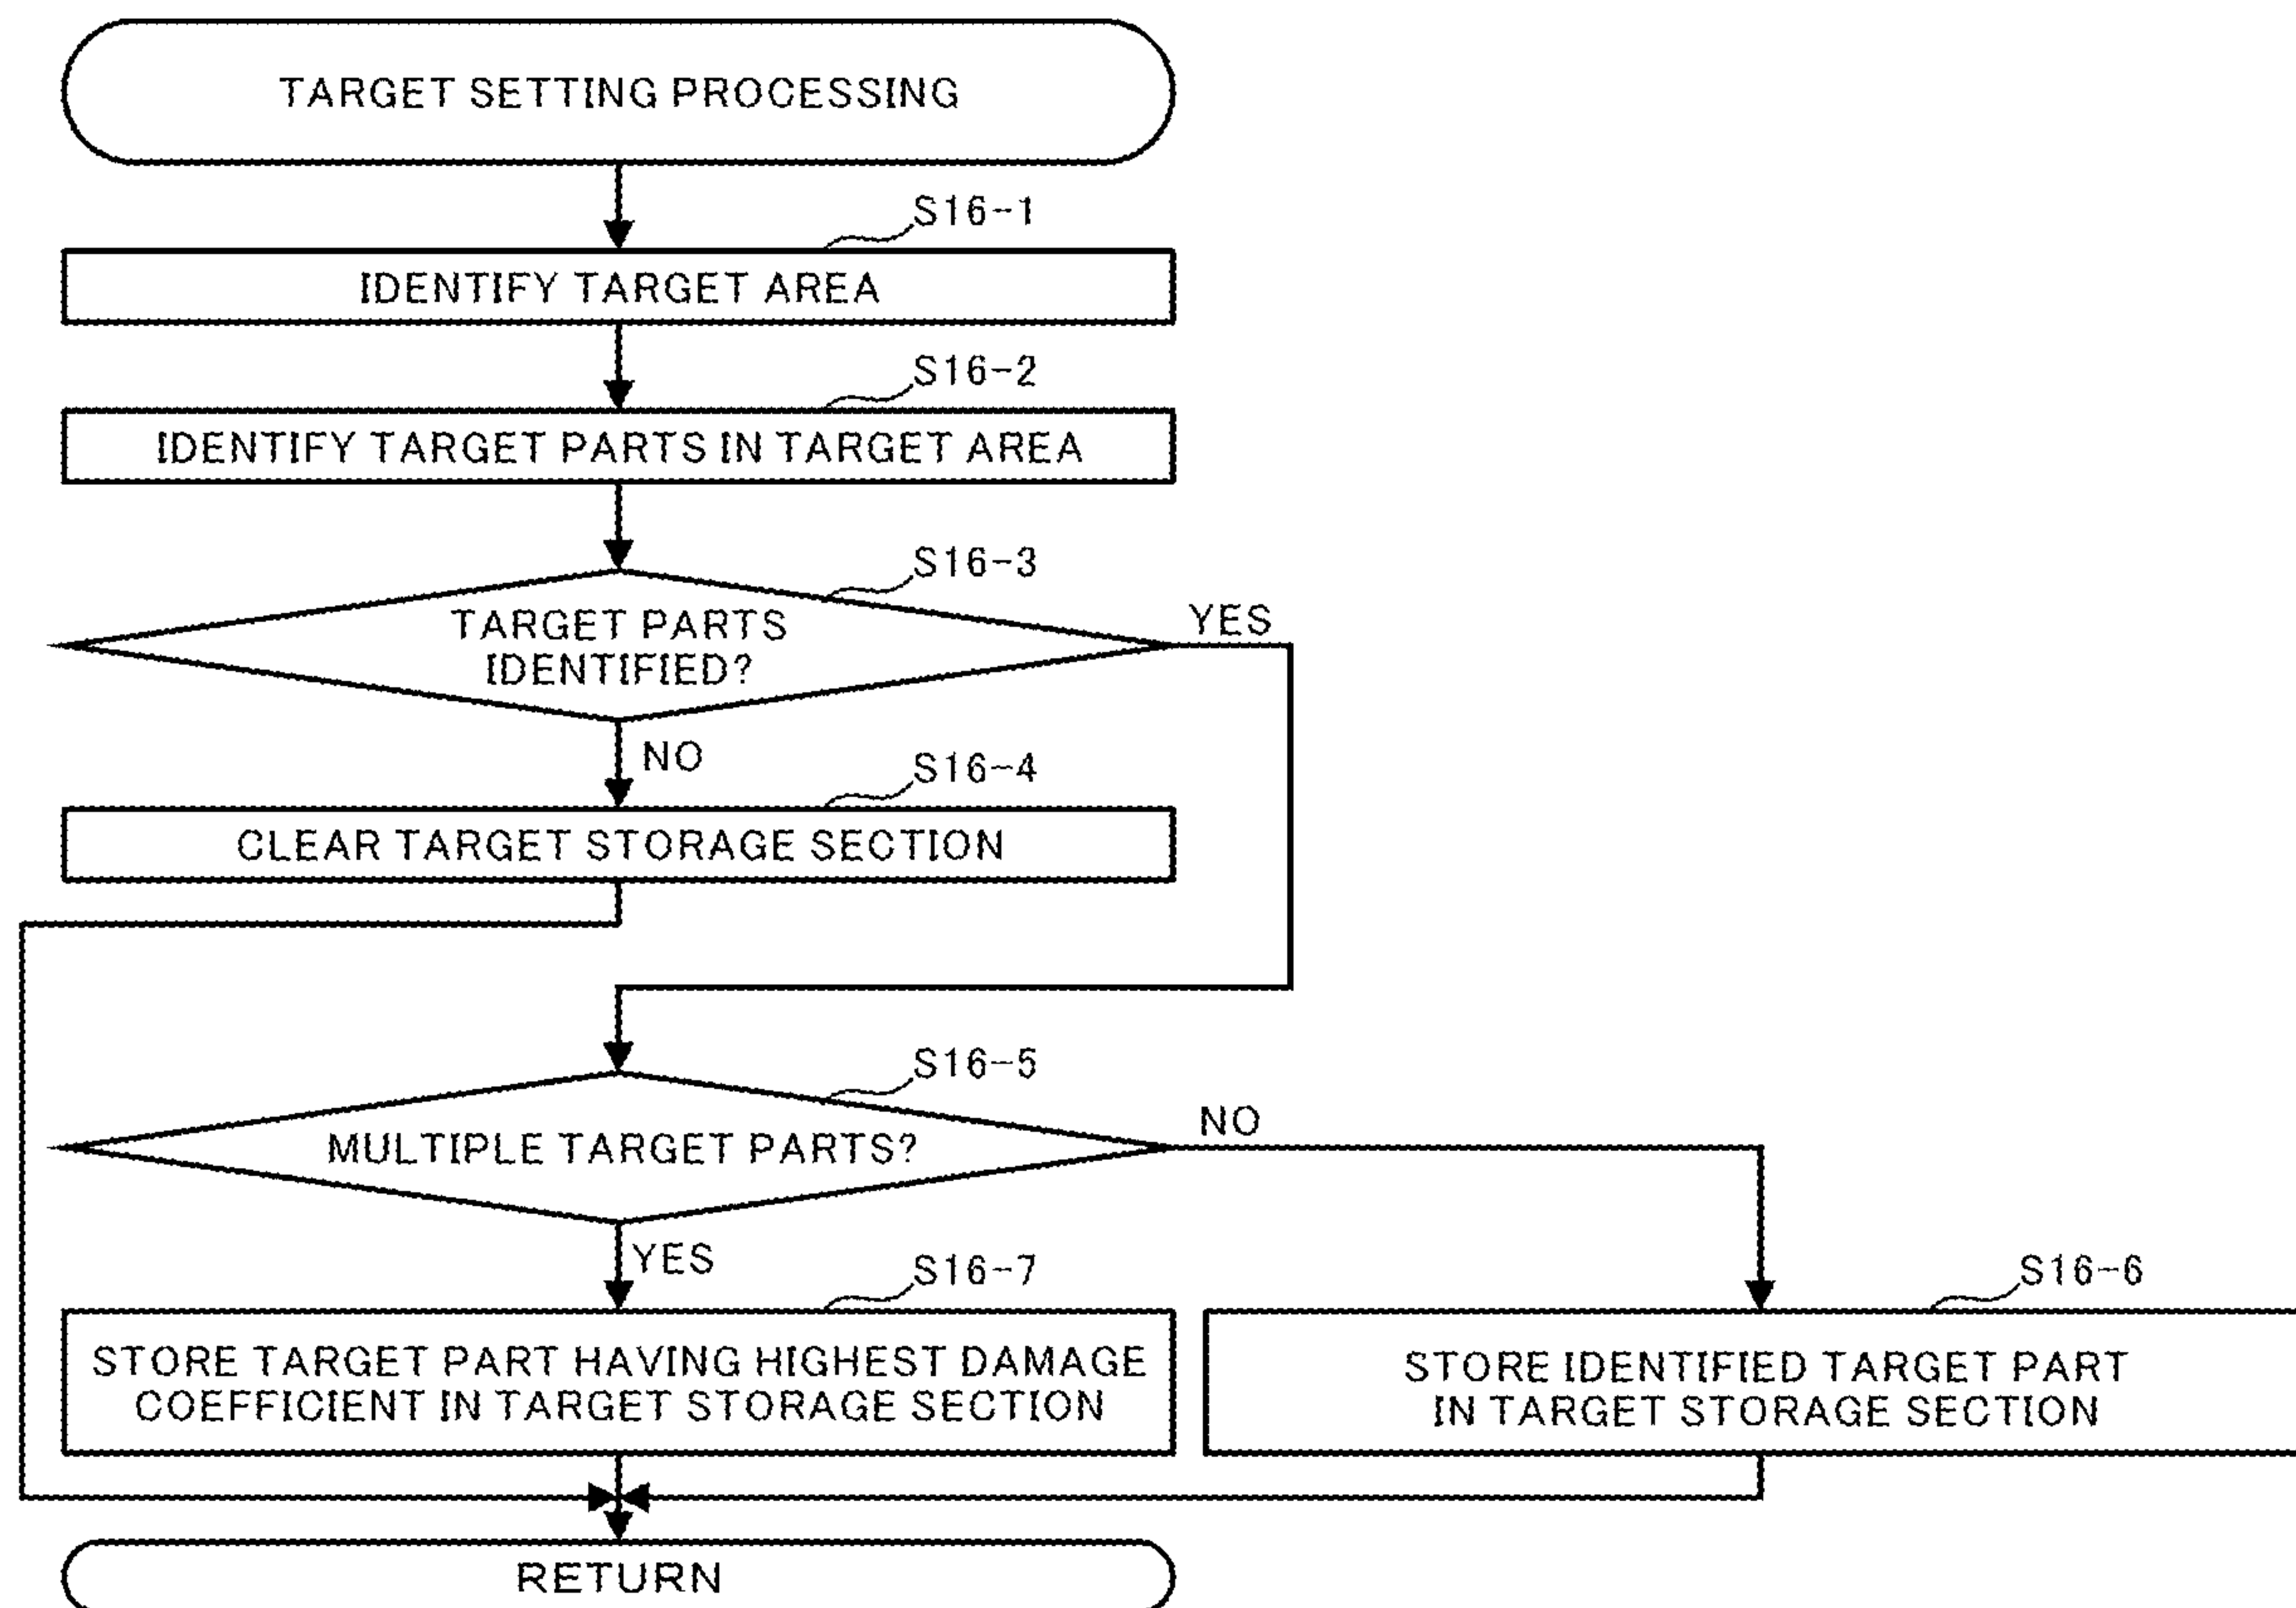 TARGET SETTING PROCESSING
S16-1
IDENTIFY TARGET AREA
S16-2
IDENTIFY TARGET PARTS IN TARGET AREA
S16-3
TARGET PARTS
IDENTIFIED?
YES
NO
S16-4
CLEAR TARGET STORAGE SECTION
S16-5
MULTIPLE TARGET PARTS?
NO
YES
S16-7
STORE TARGET PART HAVING HIGHEST DAMAGE
COEFFICIENT IN TARGET STORAGE SECTION
S16-6
STORE IDENTIFIED TARGET PART
IN TARGET STORAGE SECTION
RETURN